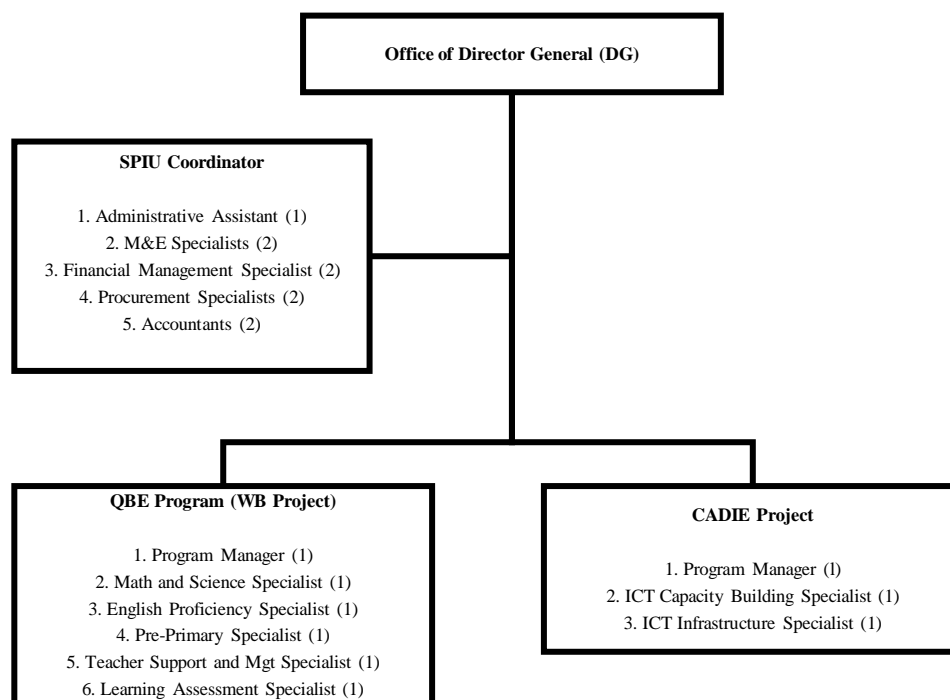 Office of Director General (DG)
SPIU Coordinator
1. Administrative Assistant (1)
2. M&E Specialists (2)
3. Financial Management Specialist (2)
4. Procurement Specialists (2)
5. Accountants (2)
QBE Program (WB Project)
1. Program Manager (1)
2. Math and Science Specialist (1)
3. English Proficiency Specialist (1)
4. Pre-Primary Specialist (1)
5. Teacher Support and Mgt Specialist (1)
6. Learning Assessment Specialist (1)
CADIE Project
1. Program Manager (l)
2. ICT Capacity Building Specialist (1)
3. ICT Infrastructure Specialist (1)